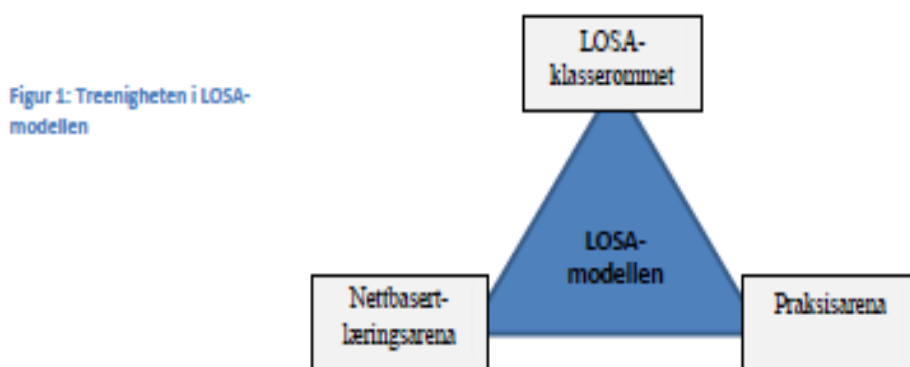 Figur 1: Treenigheten i LOSA-
modellen
LOSA-
klasserommet
LOSA-
modellen
Nettbasert-
læringsarena
Praksisarena